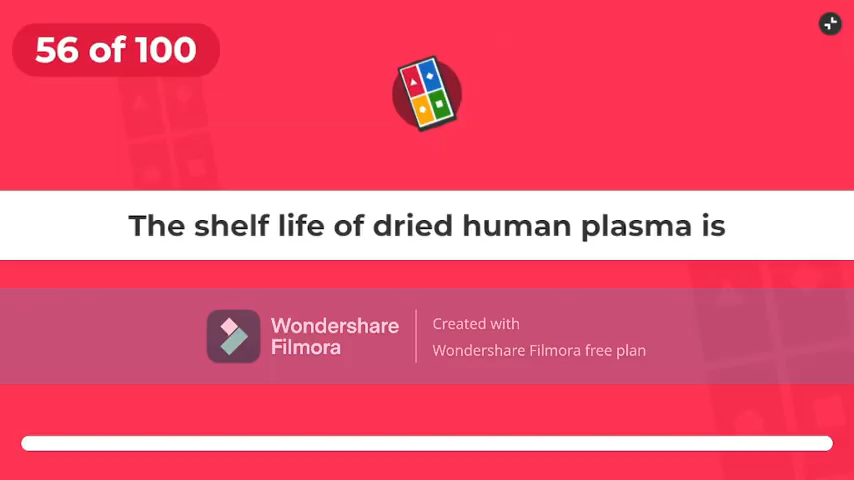 56 of 100
The shelf life of dried human plasma is
Wondershare
Filmora
Created with
Wondershare Filmora free plan